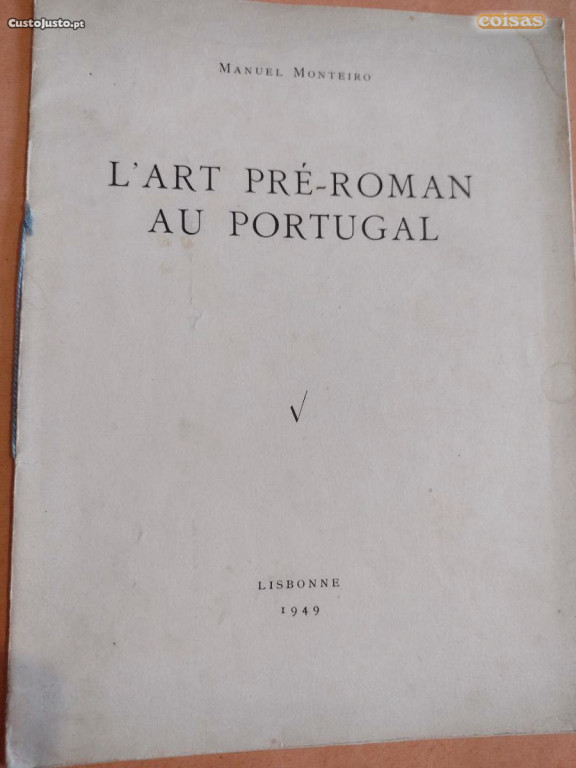 CustoJusto.pt
coisas
MANUEL MONTEIRO
L'ART PRÉ-ROMAN
AU PORTUGAL
√
LISBONNE
1949